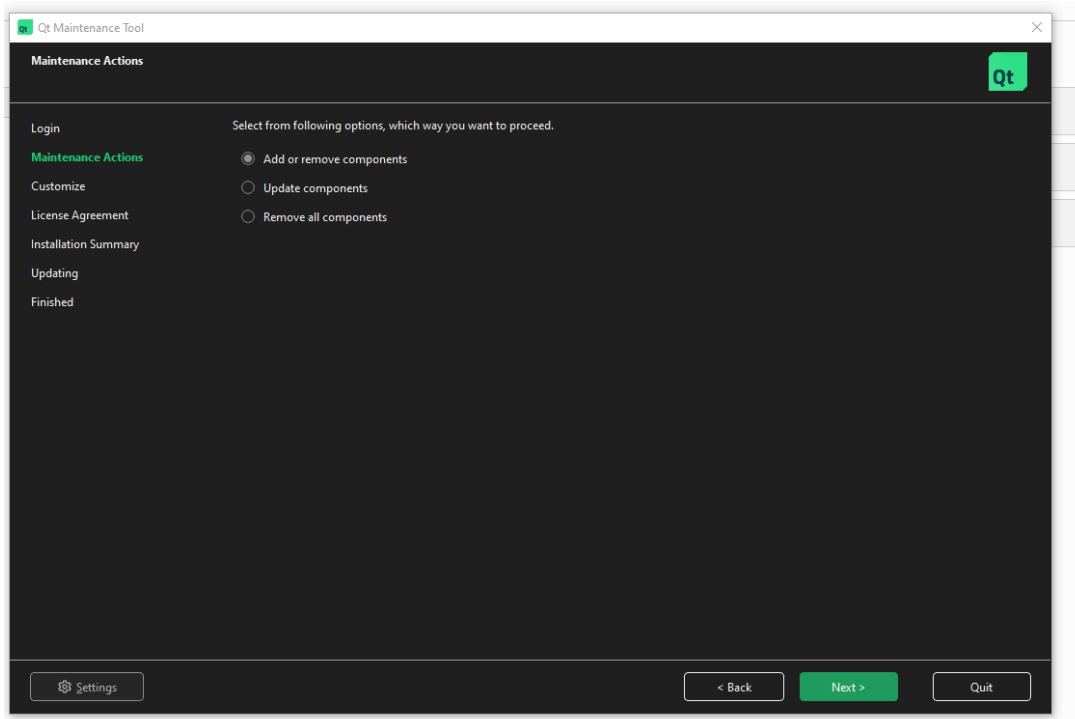 Qt Qt Maintenance Tool
Maintenance Actions
Qt
Login
Maintenance Actions
Customize
License Agreement
Installation Summary
Updating
Finished
Select from following options, which way you want to proceed.
Add or remove components
Update components
Remove all components
Settings
< Back
Next >
Quit